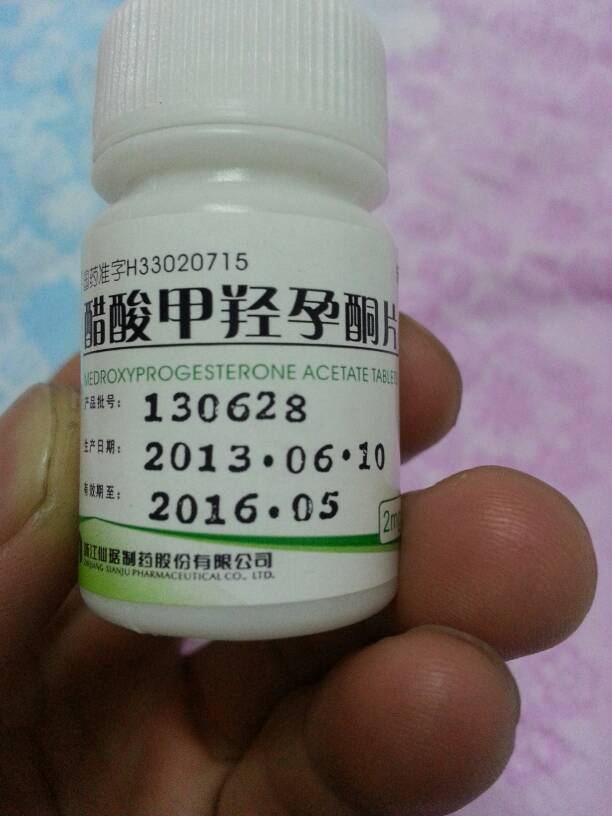 国药准字H33020715
醋酸甲羟孕酮片
MEDROXYPROGESTERONE ACETATE TABLETS
产品批号: 130628
生产日期: 2013.06.10
有效期至: 2016.05
2mg
浙江仙琚制药股份有限公司
ZHEJIANG XIANJU PHARMACEUTICAL CO., LTD.